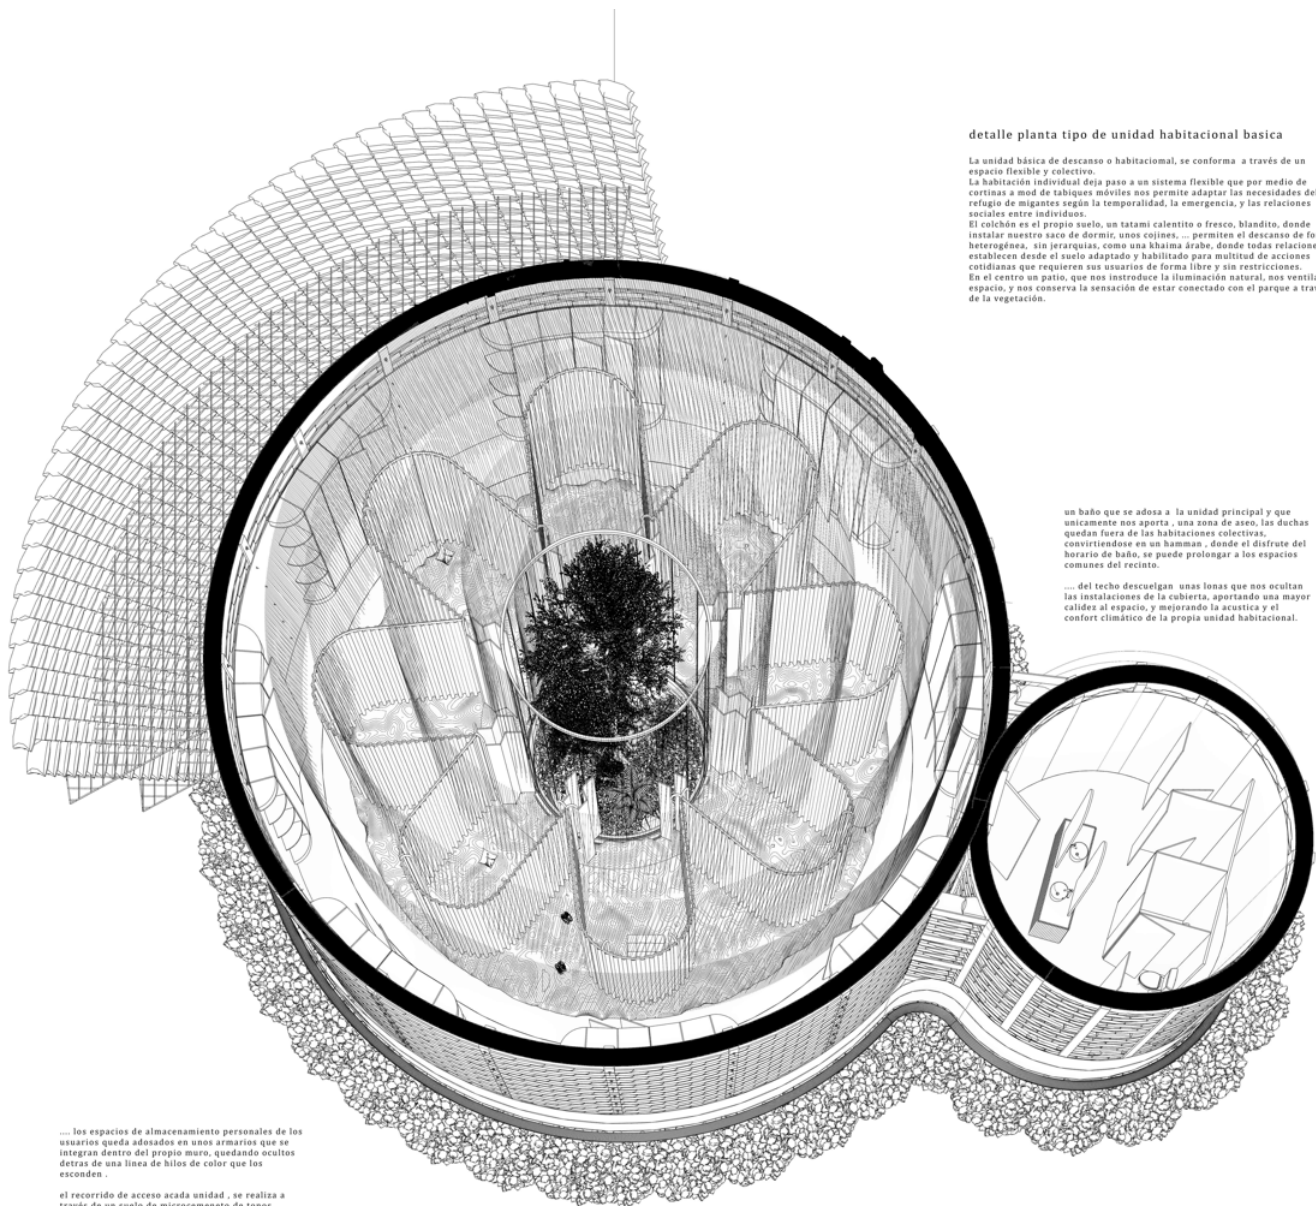 detalle planta tipo de unidad habitacional basica
La unidad básica de descanso o habitaciomal, se conforma a través de un
espacio flexible y colectivo.
La habitación individual deja paso a un sistema flexible que por medio de
cortinas a mod de tabiques móviles nos permite adaptar las necesidades de
refugio de migantes según la temporalidad, la emergencia, y las relaciones
sociales entre individuos.
El colchón es el propio suelo, un tatami calentito o fresco, blandito, donde
instalar nuestro saco de dormir, unos cojines, ... permiten el descanso de fo
heterogénea, sin jerarquias, como una khaima árabe, donde todas relacione
establecen desde el suelo adaptado y habilitado para multitud de acciones
cotidianas que requieren sus usuarios de forma libre y sin restricciones.
En el centro un patio, que nos instroduce la iluminación natural, nos ventila
espacio, y nos conserva la sensación de estar conectado con el parque a tra
de la vegetación.
un baño que se adosa a la unidad principal y que
unicamente nos aporta , una zona de aseo, las duchas
quedan fuera de las habitaciones colectivas,
convirtiendose en un hamman , donde el disfrute del
horario de baño, se puede prolongar a los espacios
comunes del recinto.
.... del techo descuelgan unas lonas que nos ocultan
las instalaciones de la cubierta, aportando una mayor
calidez al espacio, y mejorando la acustica y el
confort climático de la propia unidad habitacional.
.... los espacios de almacenamiento personales de los
usuarios queda adosados en unos armarios que se
integran dentro del propio muro, quedando ocultos
detras de una linea de hilos de color que los
esconden .
el recorrido de acceso acada unidad , se realiza a
través de un suelo de microcemoneto de tonos